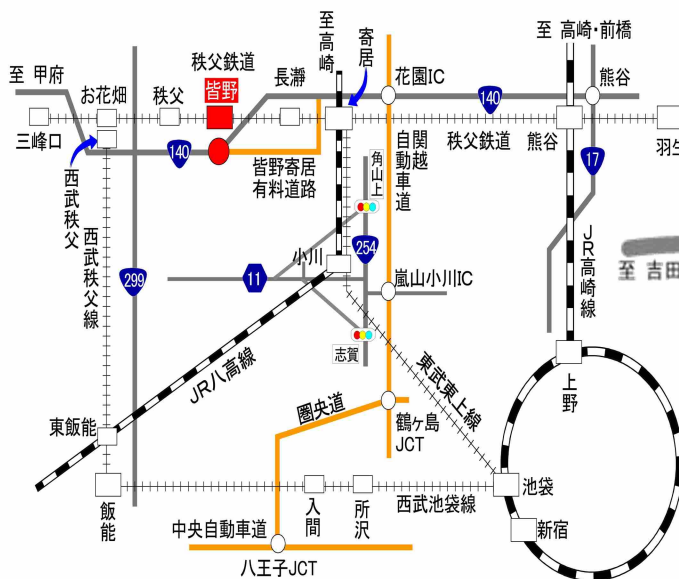 至 高崎・前橋
至高崎
寄居
秩父鉄道
皆野
長瀞
花園IC
熊谷
至 甲府
お花畑
秩父
140
三峰口
秩父鉄道
熊谷
羽生
140
皆野寄居
有料道路
関越
自動車道
角山上
17
西武秩父
西武秩父線
254
小川
JR高崎線
299
11
嵐山小川IC
至 吉田
志賀
JR八高線
東武東上線
上野
圏央道
鶴ヶ島
JCT
東飯能
飯能
入間
所沢
西武池袋線
池袋
新宿
中央自動車道
八王子JCT